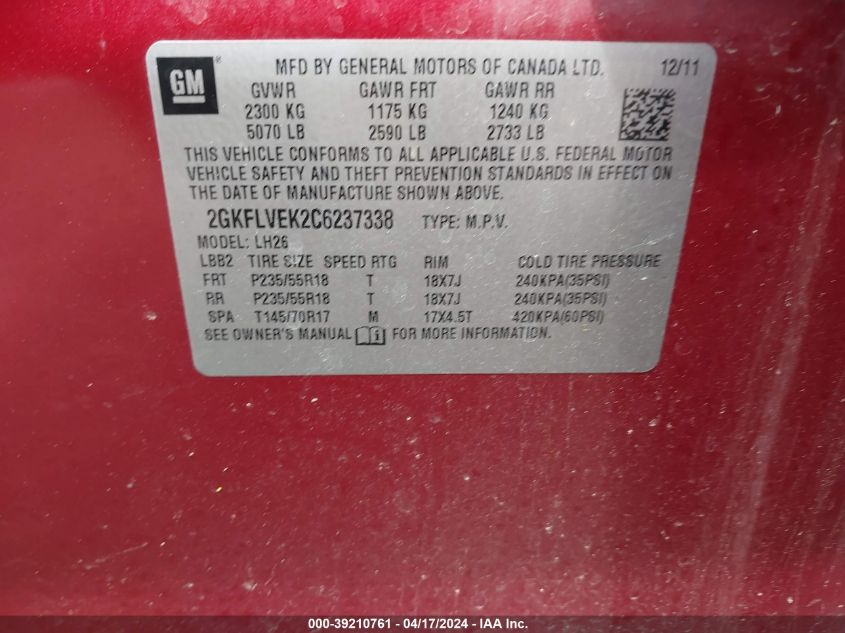 GM ® MFD BY GENERAL MOTORS OF CANADA LTD. 12/11
GVWR GAWR FRT GAWR RR
2300 KG 1175 KG 1240 KG
5070 LB 2590 LB 2733 LB
THIS VEHICLE CONFORMS TO ALL APPLICABLE U.S. FEDERAL MOTOR
VEHICLE SAFETY AND THEFT PREVENTION STANDARDS IN EFFECT ON
THE DATE OF MANUFACTURE SHOWN ABOVE.
2GKFLVEK2C6237338 TYPE: M.P.V.
MODEL: LH26
LBB2 TIRE SIZE SPEED RTG RIM COLD TIRE PRESSURE
FRT P235/55R18 T 18X7J 240KPA(35PSI)
RR P235/55R18 T 18X7J 240KPA(35PSI)
SPA T145/70R17 M 17X4.5T 420KPA(60PSI)
SEE OWNER'S MANUAL FOR MORE INFORMATION.
000-39210761 - 04/17/2024 - IAA Inc.